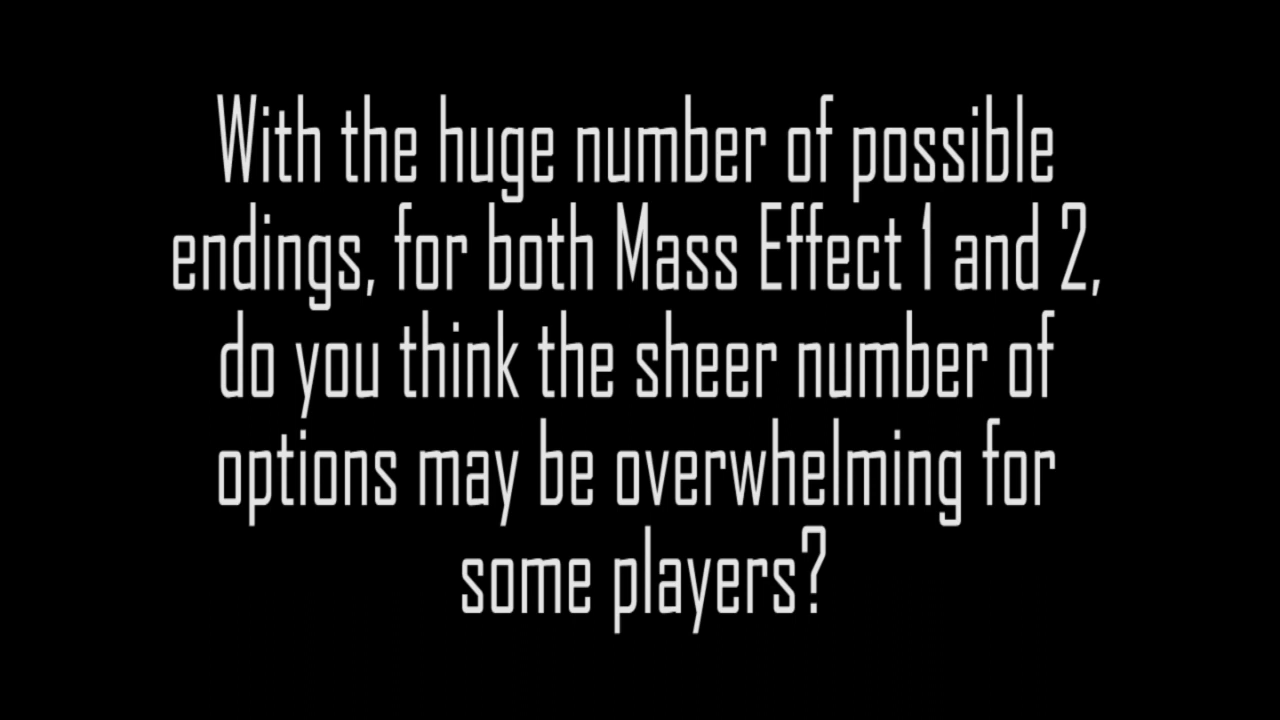 With the huge number of possible
endings, for both Mass Effect 1 and 2,
do you think the sheer number of
options may be overwhelming for
some players?